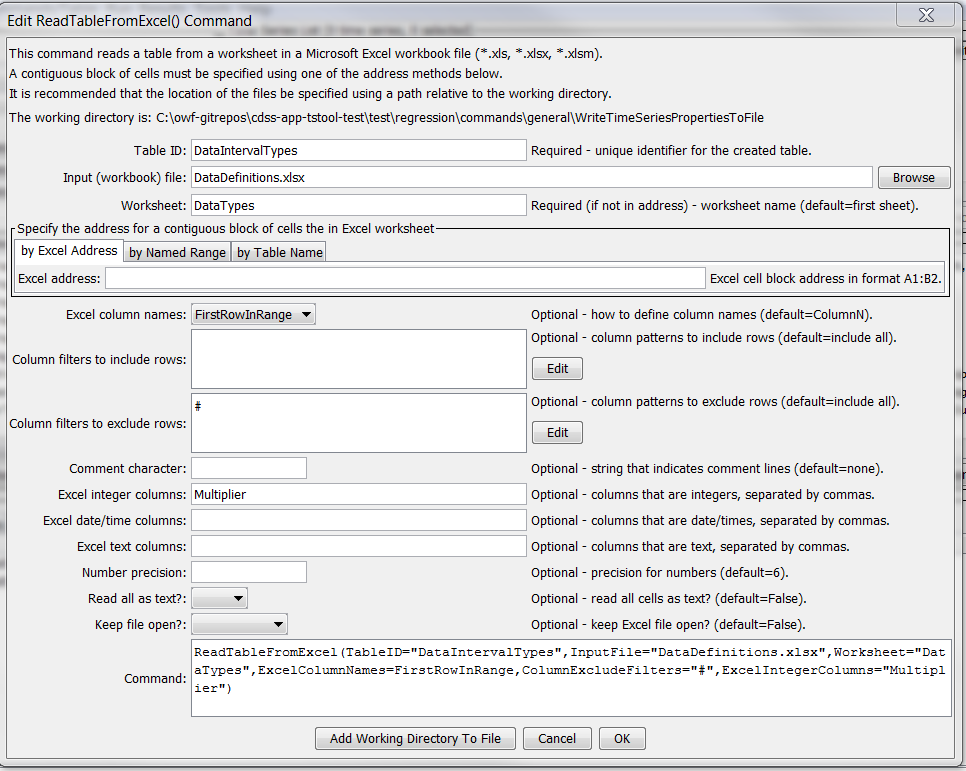 Edit ReadTableFromExcel() Command
This command reads a table from a worksheet in a Microsoft Excel workbook file (*.xls, *.xlsx, *.xlsm).
A contiguous block of cells must be specified using one of the address methods below.
It is recommended that the location of the files be specified using a path relative to the working directory.
The working directory is: C:\owf-gitrepos\cdss-app-tstool-test\test\regression\commands\general\WriteTimeSeriesPropertiesToFile
Table ID: DataIntervalTypes Required - unique identifier for the created table.
Input (workbook) file: DataDefinitions.xlsx Browse
Worksheet: DataTypes Required (if not in address) - worksheet name (default=first sheet).
Specify the address for a contiguous block of cells the in Excel worksheet
by Excel Address by Named Range by Table Name
Excel address: Excel cell block address in format A1:B2.
Excel column names: FirstRowInRange Optional - how to define column names (default=ColumnN).
Column filters to include rows: Optional - column patterns to include rows (default=include all).
Edit
Column filters to exclude rows: # Optional - column patterns to exclude rows (default=include all).
Edit
Comment character: Optional - string that indicates comment lines (default=none).
Excel integer columns: Multiplier Optional - columns that are integers, separated by commas.
Excel date/time columns: Optional - columns that are date/times, separated by commas.
Excel text columns: Optional - columns that are text, separated by commas.
Number precision: Optional - precision for numbers (default=6).
Read all as text?: Optional - read all cells as text? (default=False).
Keep file open?: Optional - keep Excel file open? (default=False).
Command: ReadTableFromExcel(TableID="DataIntervalTypes",InputFile="DataDefinitions.xlsx",Worksheet="Dat
aTypes",ExcelColumnNames=FirstRowInRange,ColumnExcludeFilters="#",ExcelIntegerColumns="Multipl
ier")
Add Working Directory To File Cancel OK